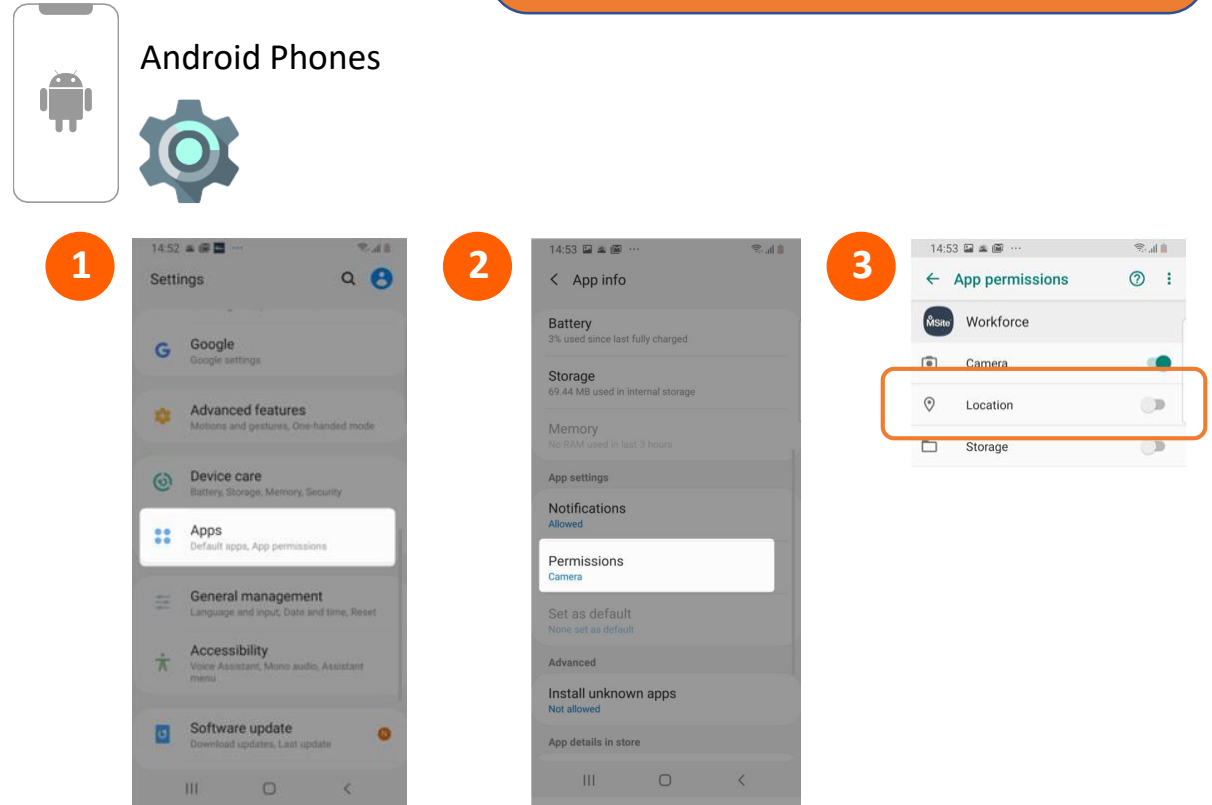 Android Phones
1
14:52
Settings
Google
Google settings
Advanced features
Motions and gestures, One-handed mode
Device care
Battery, Storage, Memory, Security
Apps
Default apps, App permissions
General management
Language and input, Date and time, Reset
Accessibility
Voice Assistant, Mono audio, Assistant
menu
Software update
Download updates, Last update
N
2
14:53
App info
Battery
3% used since last fully charged
Storage
69.44 MB used in internal storage
Memory
No RAM used in last 3 hours
App settings
Notifications
Allowed
Permissions
Camera
Set as default
None set as default
Advanced
Install unknown apps
Not allowed
App details in store
3
14:53
App permissions
MSite
Workforce
Camera
Location
Storage